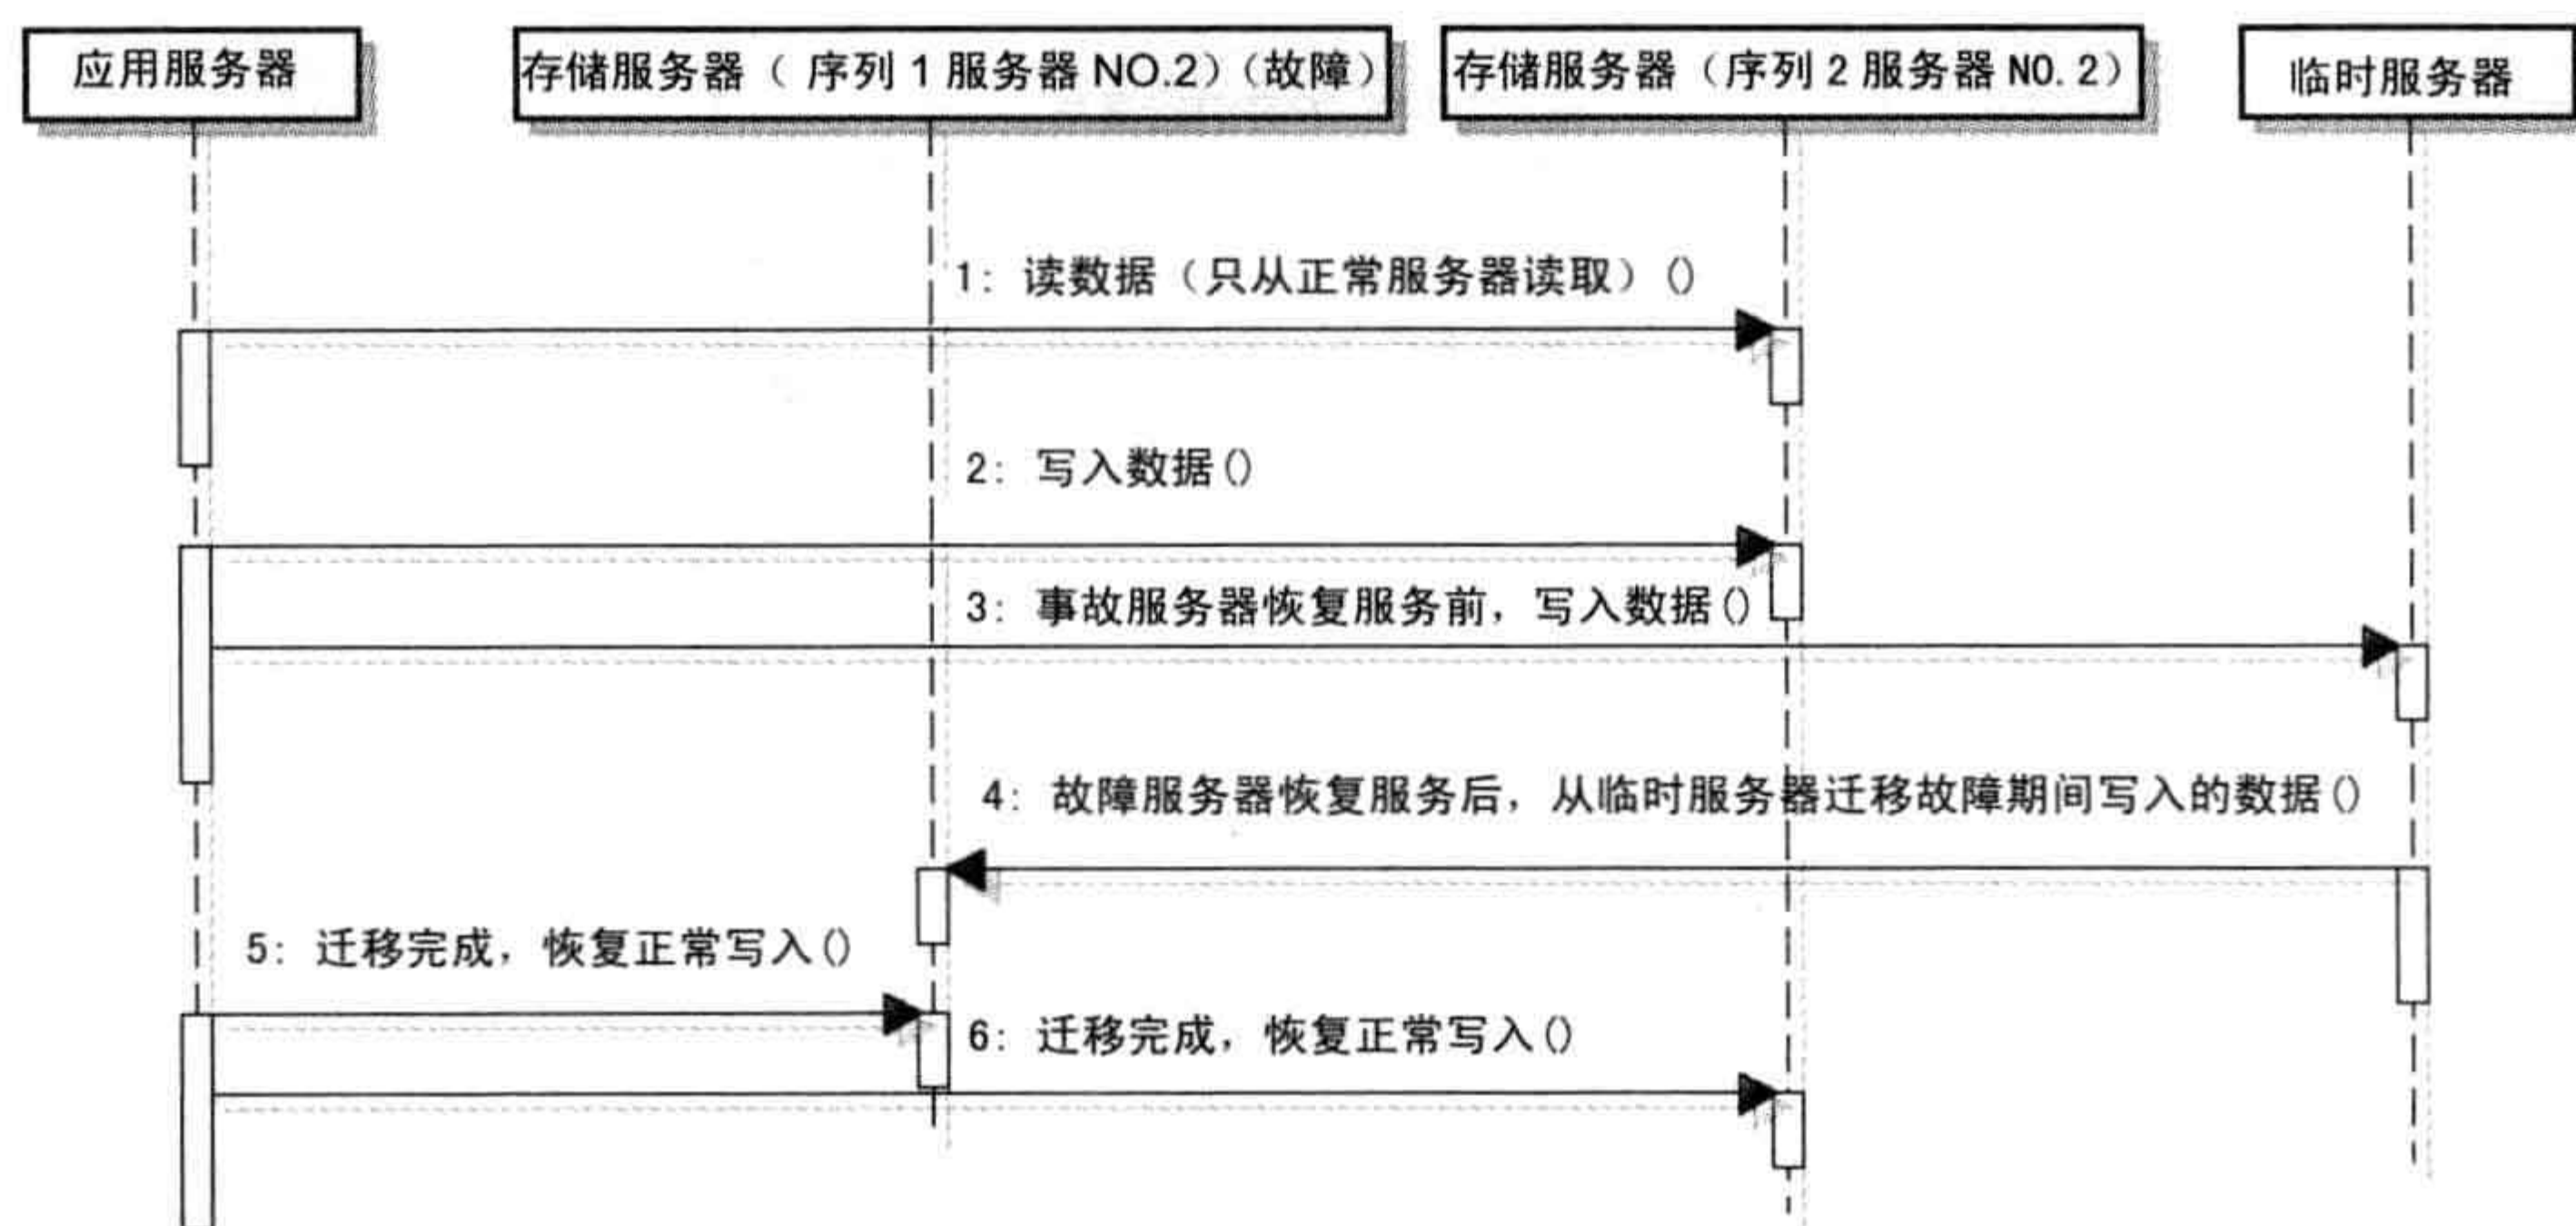 应用服务器
存储服务器（ 序列 1 服务器 NO.2）（故障）
存储服务器（序列 2 服务器 NO. 2）
临时服务器
1: 读数据（只从正常服务器读取）()
2: 写入数据()
3: 事故服务器恢复服务前，写入数据()
4: 故障服务器恢复服务后，从临时服务器迁移故障期间写入的数据()
5: 迁移完成，恢复正常写入()
6: 迁移完成，恢复正常写入()